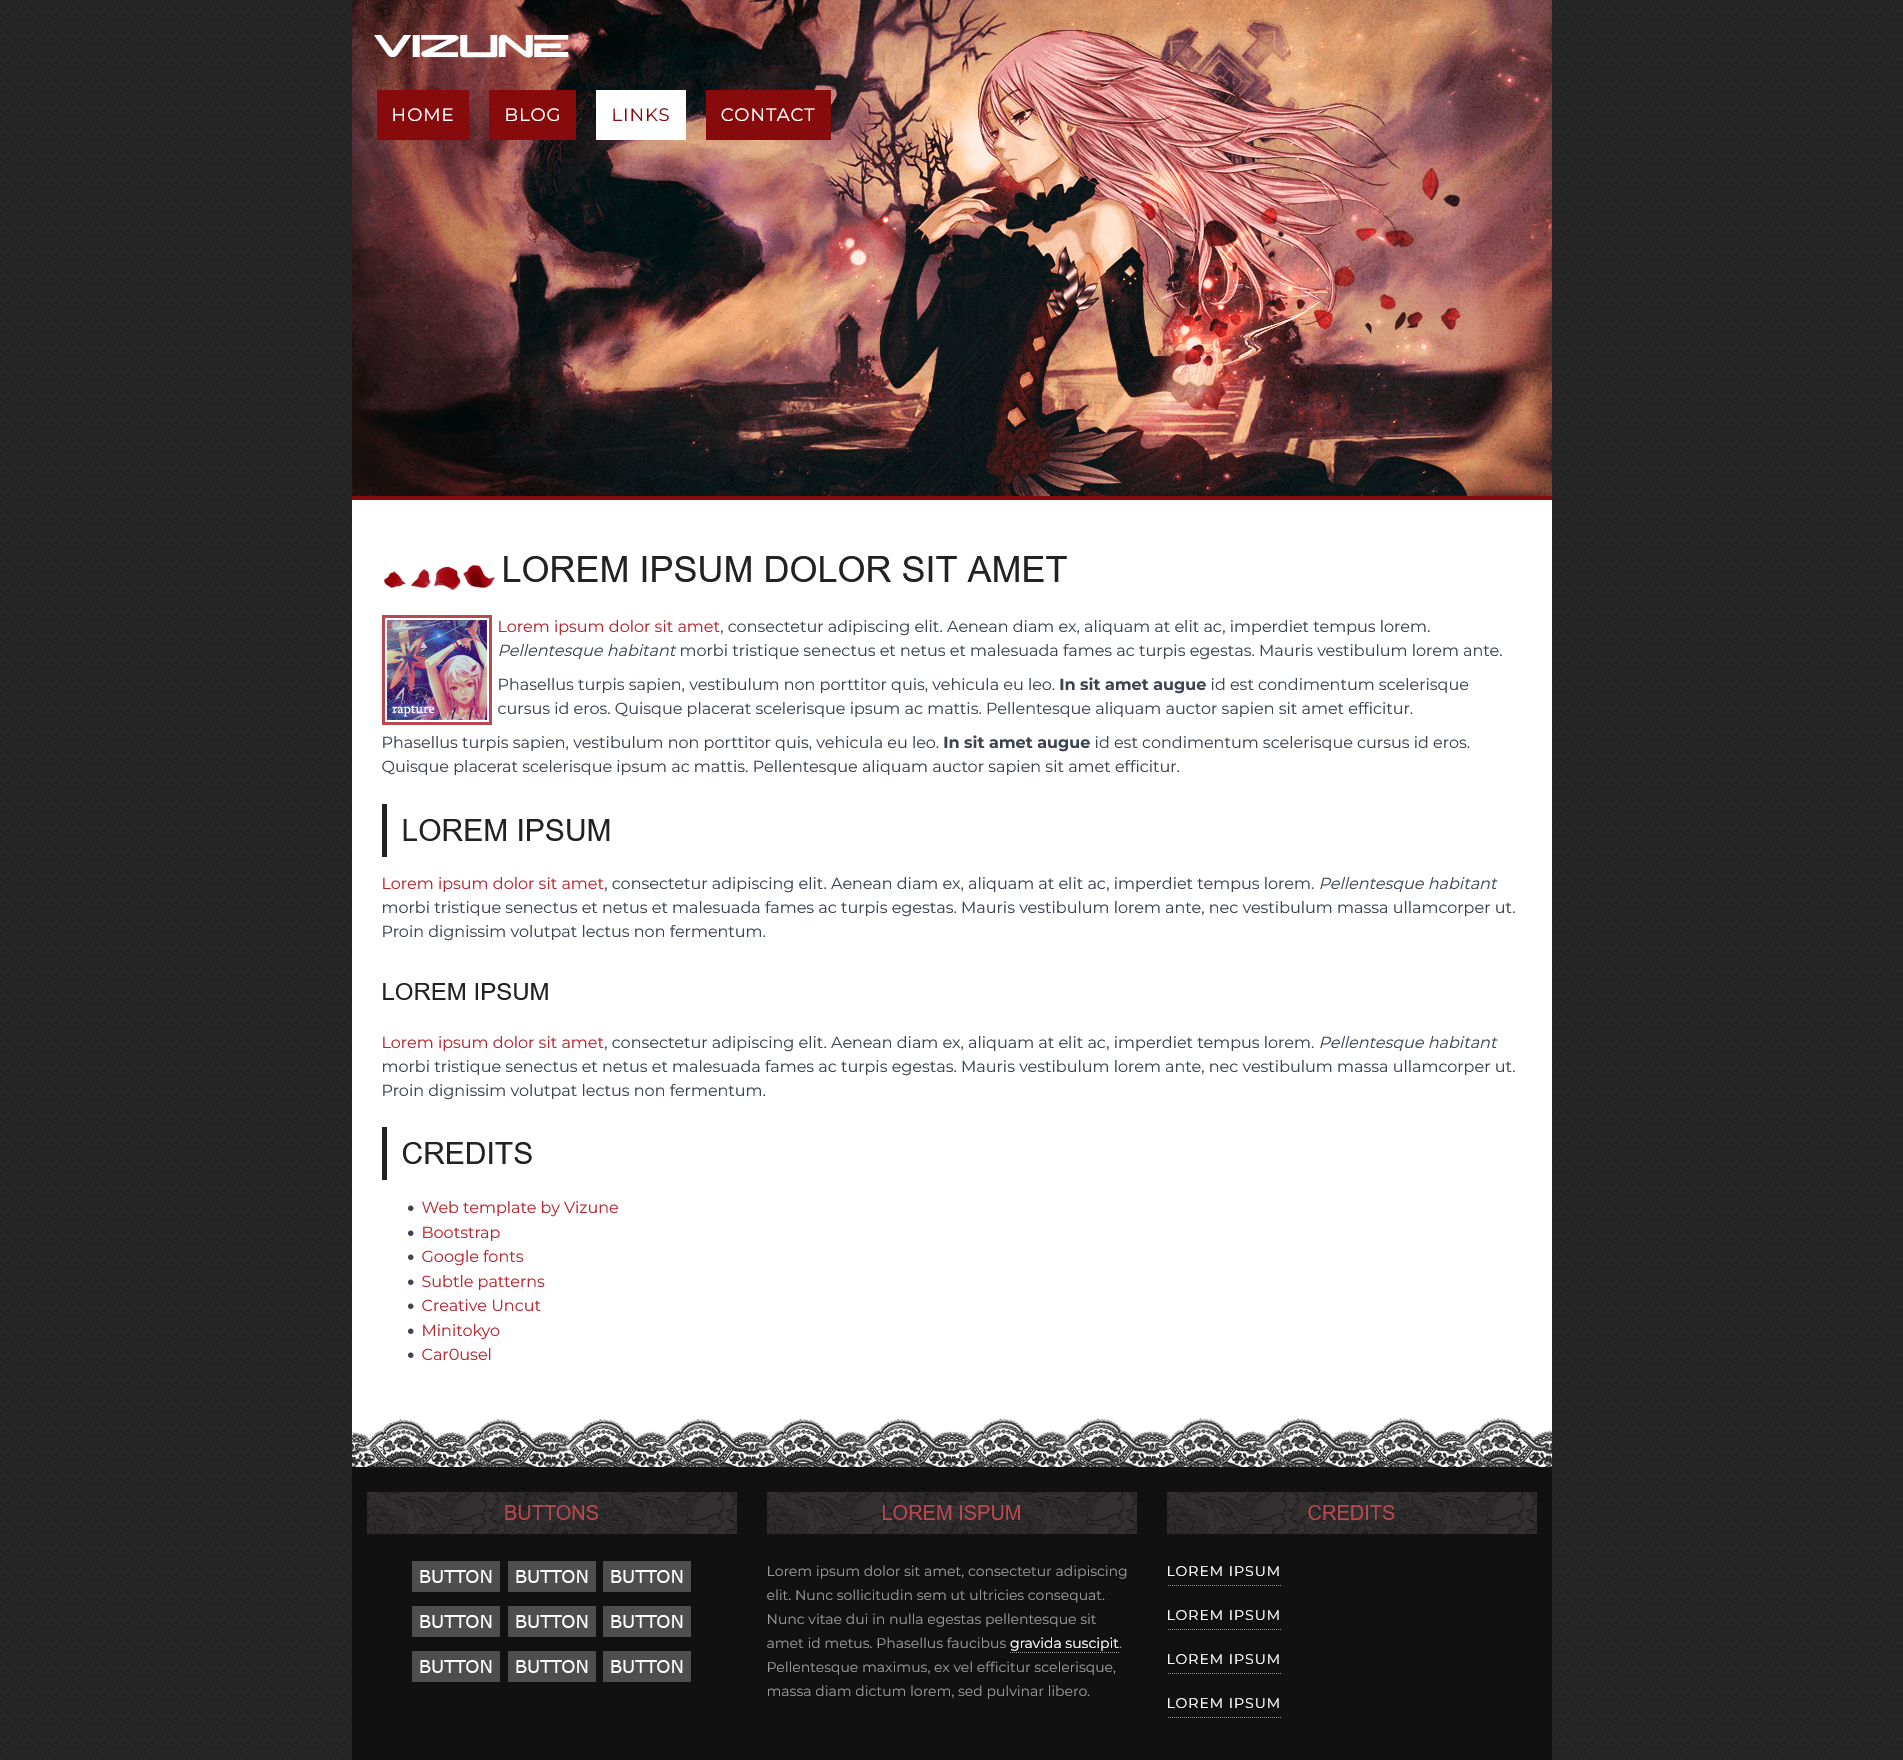 VIZUNE
HOME BLOG LINKS CONTACT
LOREM IPSUM DOLOR SIT AMET
rapture
Lorem ipsum dolor sit amet, consectetur adipiscing elit. Aenean diam ex, aliquam at elit ac, imperdiet tempus lorem.
Pellentesque habitant morbi tristique senectus et netus et malesuada fames ac turpis egestas. Mauris vestibulum lorem ante.
Phasellus turpis sapien, vestibulum non porttitor quis, vehicula eu leo. In sit amet augue id est condimentum scelerisque
cursus id eros. Quisque placerat scelerisque ipsum ac mattis. Pellentesque aliquam auctor sapien sit amet efficitur.
Phasellus turpis sapien, vestibulum non porttitor quis, vehicula eu leo. In sit amet augue id est condimentum scelerisque cursus id eros.
Quisque placerat scelerisque ipsum ac mattis. Pellentesque aliquam auctor sapien sit amet efficitur.
LOREM IPSUM
Lorem ipsum dolor sit amet, consectetur adipiscing elit. Aenean diam ex, aliquam at elit ac, imperdiet tempus lorem. Pellentesque habitant
morbi tristique senectus et netus et malesuada fames ac turpis egestas. Mauris vestibulum lorem ante, nec vestibulum massa ullamcorper ut.
Proin dignissim volutpat lectus non fermentum.
LOREM IPSUM
Lorem ipsum dolor sit amet, consectetur adipiscing elit. Aenean diam ex, aliquam at elit ac, imperdiet tempus lorem. Pellentesque habitant
morbi tristique senectus et netus et malesuada fames ac turpis egestas. Mauris vestibulum lorem ante, nec vestibulum massa ullamcorper ut.
Proin dignissim volutpat lectus non fermentum.
CREDITS
Web template by Vizune
Bootstrap
Google fonts
Subtle patterns
Creative Uncut
Minitokyo
Car0usel
BUTTONS
BUTTON BUTTON BUTTON
BUTTON BUTTON BUTTON
BUTTON BUTTON BUTTON
LOREM ISPUM
Lorem ipsum dolor sit amet, consectetur adipiscing
elit. Nunc sollicitudin sem ut ultricies consequat.
Nunc vitae dui in nulla egestas pellentesque sit
amet id metus. Phasellus faucibus gravida suscipit.
Pellentesque maximus, ex vel efficitur scelerisque,
massa diam dictum lorem, sed pulvinar libero.
CREDITS
LOREM IPSUM
LOREM IPSUM
LOREM IPSUM
LOREM IPSUM